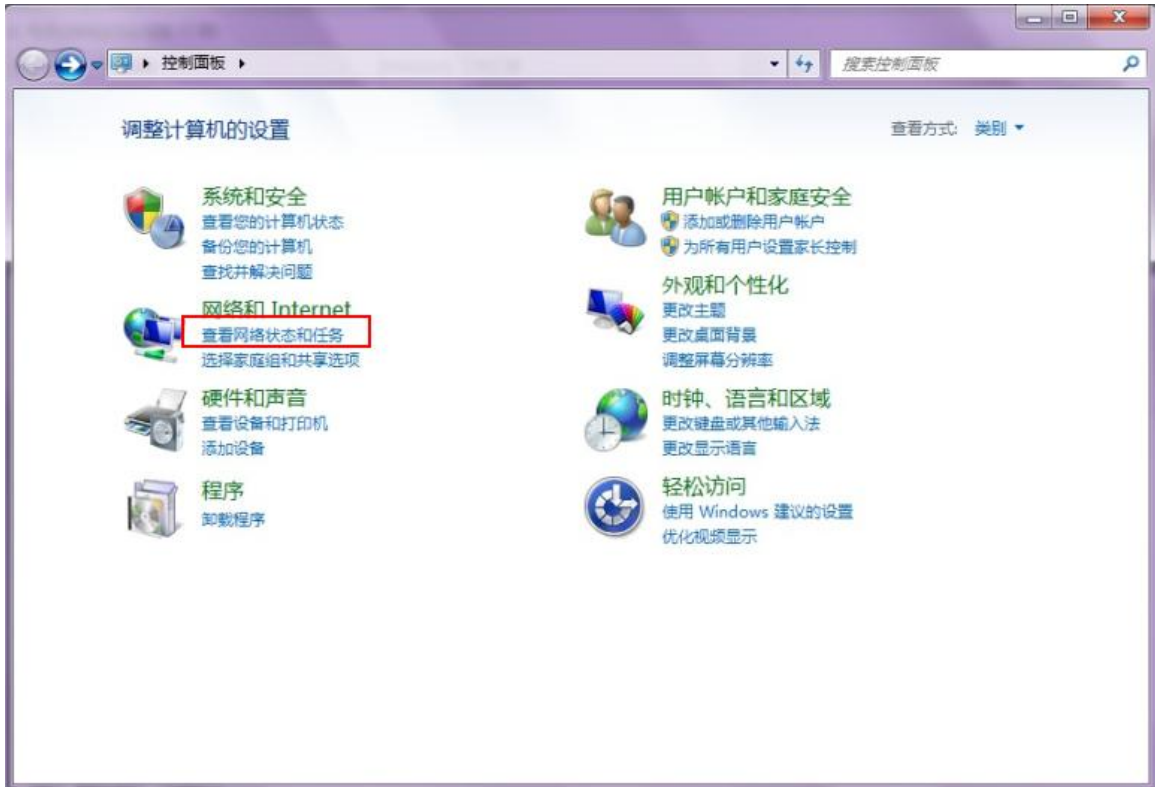 控制面板
搜索控制面板
调整计算机的设置
查看方式: 类别
系统和安全
查看您的计算机状态
备份您的计算机
查找并解决问题
网络和 Internet
查看网络状态和任务
选择家庭组和共享选项
硬件和声音
查看设备和打印机
添加设备
程序
卸载程序
用户帐户和家庭安全
添加或删除用户帐户
为所有用户设置家长控制
外观和个性化
更改主题
更改桌面背景
调整屏幕分辨率
时钟、语言和区域
更改键盘或其他输入法
更改显示语言
轻松访问
使用 Windows 建议的设置
优化视频显示